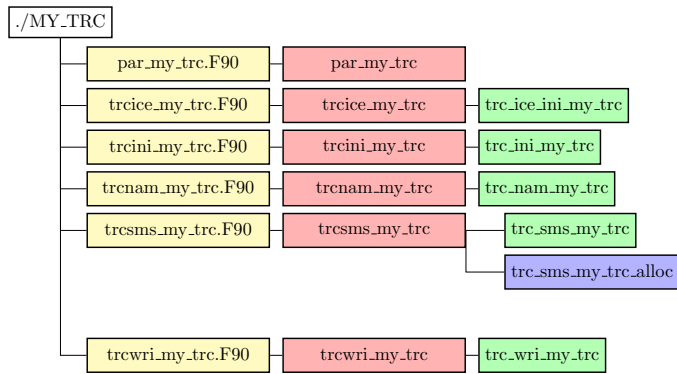 ./MY_TRC
par_my_trc.F90 par_my_trc
trcice_my_trc.F90 trcice_my_trc trc_ice_ini_my_trc
trcini_my_trc.F90 trcini_my_trc trc_ini_my_trc
trcnam_my_trc.F90 trcnam_my_trc trc_nam_my_trc
trcsms_my_trc.F90 trcsms_my_trc trc_sms_my_trc
trc_sms_my_trc_alloc
trcwri_my_trc.F90 trcwri_my_trc trc_wri_my_trc